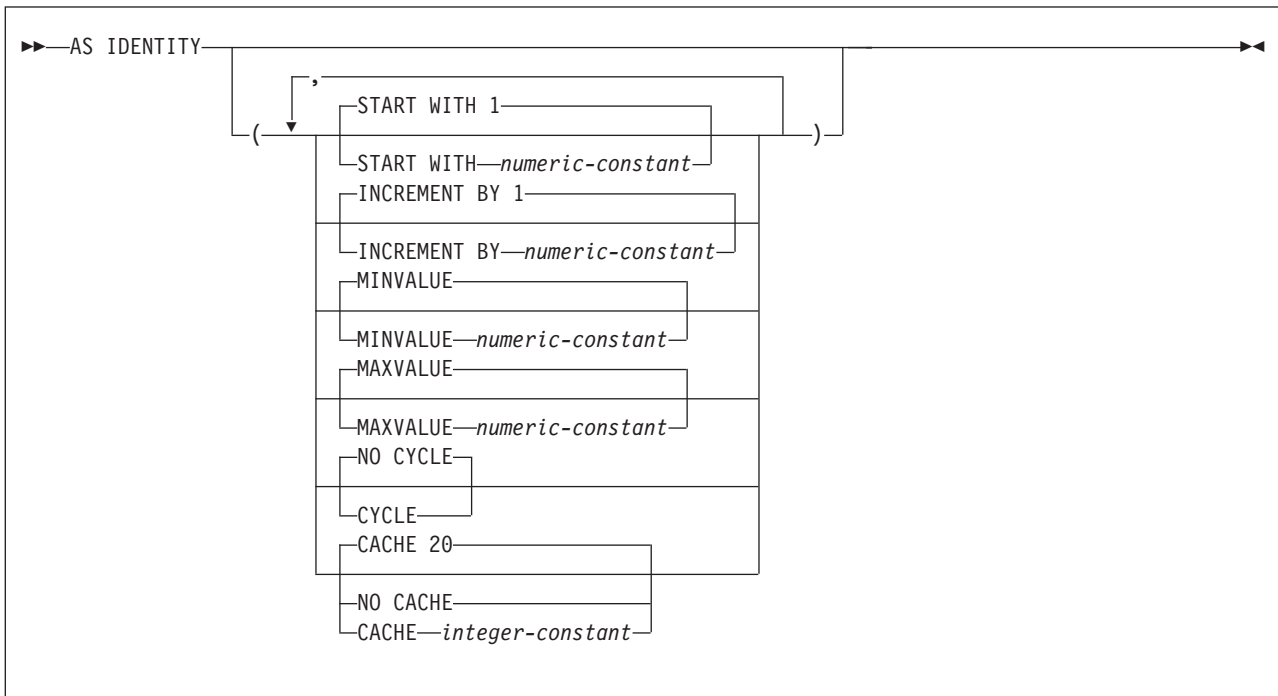 AS IDENTITY
,
START WITH 1
( )
START WITH numeric-constant
INCREMENT BY 1
INCREMENT BY numeric-constant
MINVALUE
MINVALUE numeric-constant
MAXVALUE
MAXVALUE numeric-constant
NO CYCLE
CYCLE
CACHE 20
NO CACHE
CACHE integer-constant